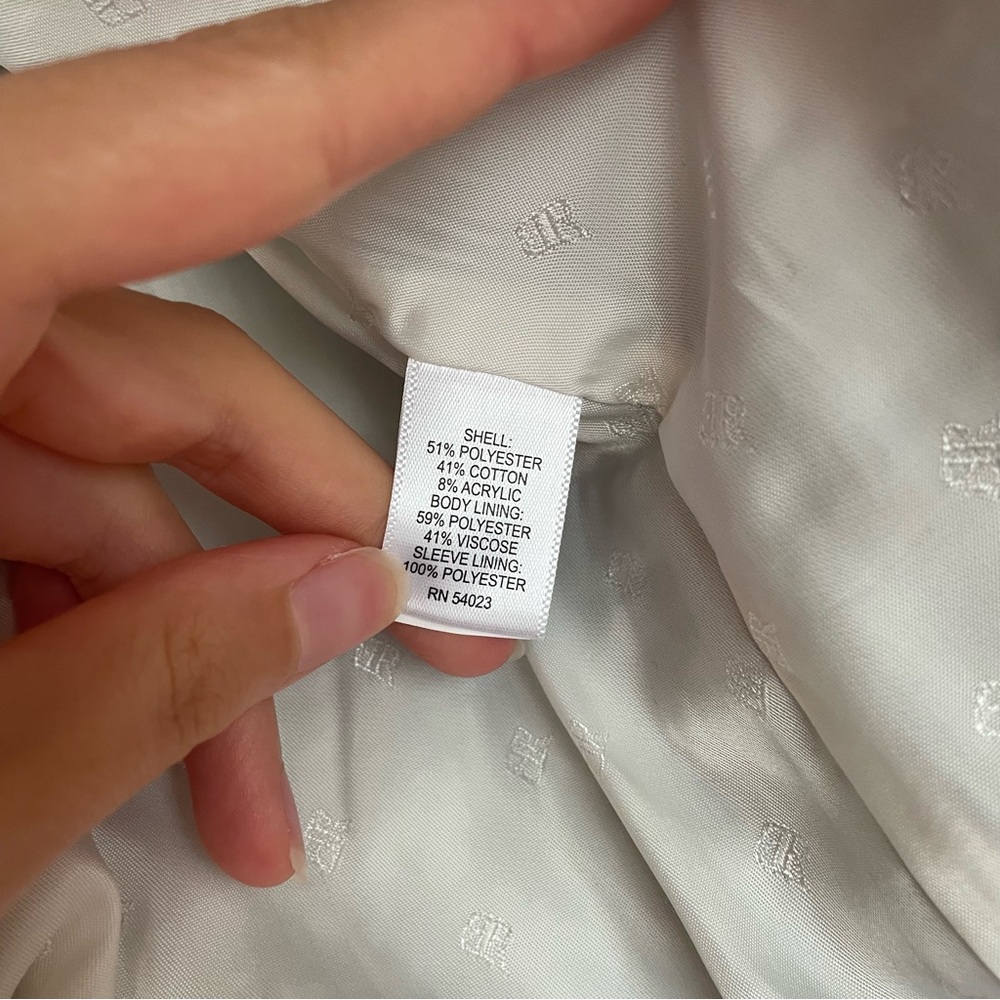 SHELL:
51% POLYESTER
41% COTTON
8% ACRYLIC
BODY LINING:
59% POLYESTER
41% VISCOSE
SLEEVE LINING:
100% POLYESTER
RN 54023